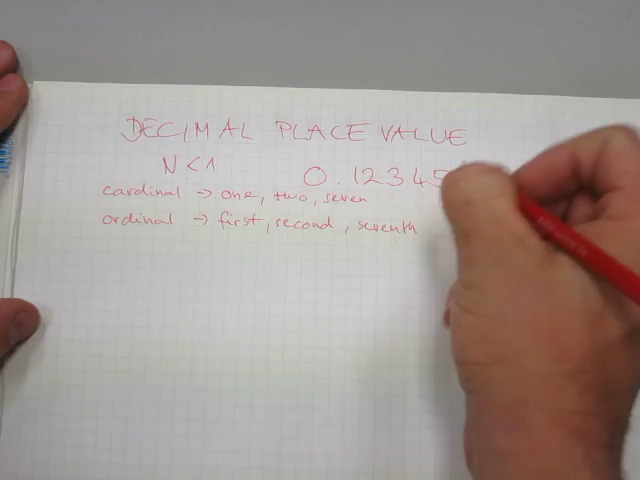 DECIMAL PLACE VALUE
N < 1 0.12345
cardinal → one, two, seven
ordinal → first, second, seventh